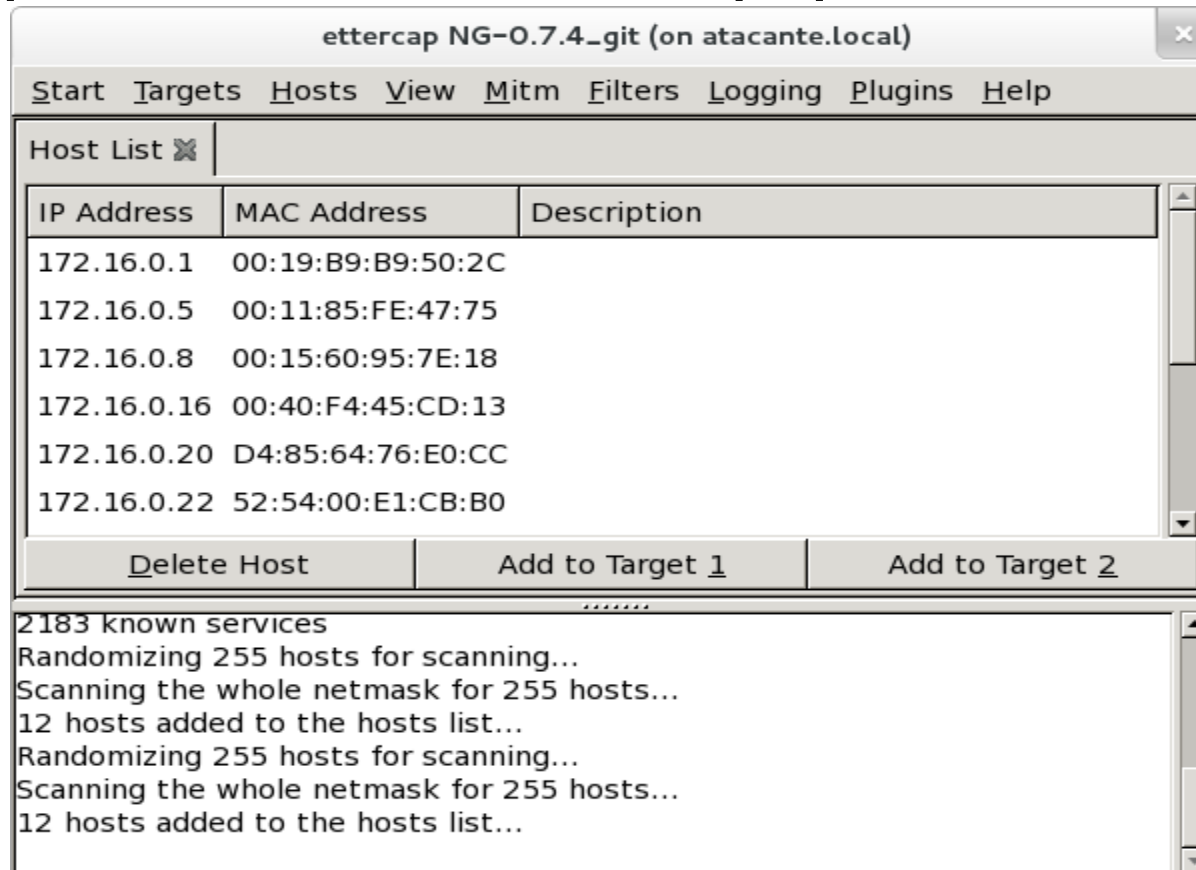 ettercap NG-0.7.4_git (on atacante.local)
Start Targets Hosts View Mitm Filters Logging Plugins Help
Host List
IP Address MAC Address Description
172.16.0.1 00:19:B9:B9:50:2C
172.16.0.5 00:11:85:FE:47:75
172.16.0.8 00:15:60:95:7E:18
172.16.0.16 00:40:F4:45:CD:13
172.16.0.20 D4:85:64:76:E0:CC
172.16.0.22 52:54:00:E1:CB:B0
Delete Host Add to Target 1 Add to Target 2
2183 known services
Randomizing 255 hosts for scanning...
Scanning the whole netmask for 255 hosts...
12 hosts added to the hosts list...
Randomizing 255 hosts for scanning...
Scanning the whole netmask for 255 hosts...
12 hosts added to the hosts list...